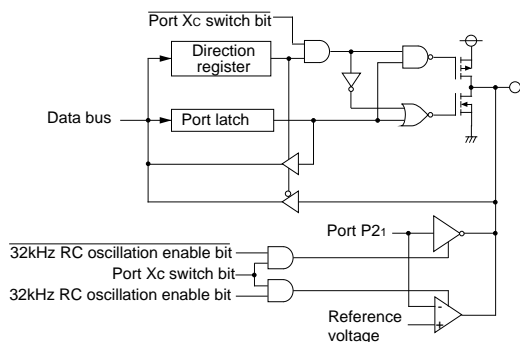 Port Xc switch bit
Direction
register
Data bus
Port latch
Port P21
32kHz RC oscillation enable bit
Port Xc switch bit
32kHz RC oscillation enable bit
Reference
voltage
-
+